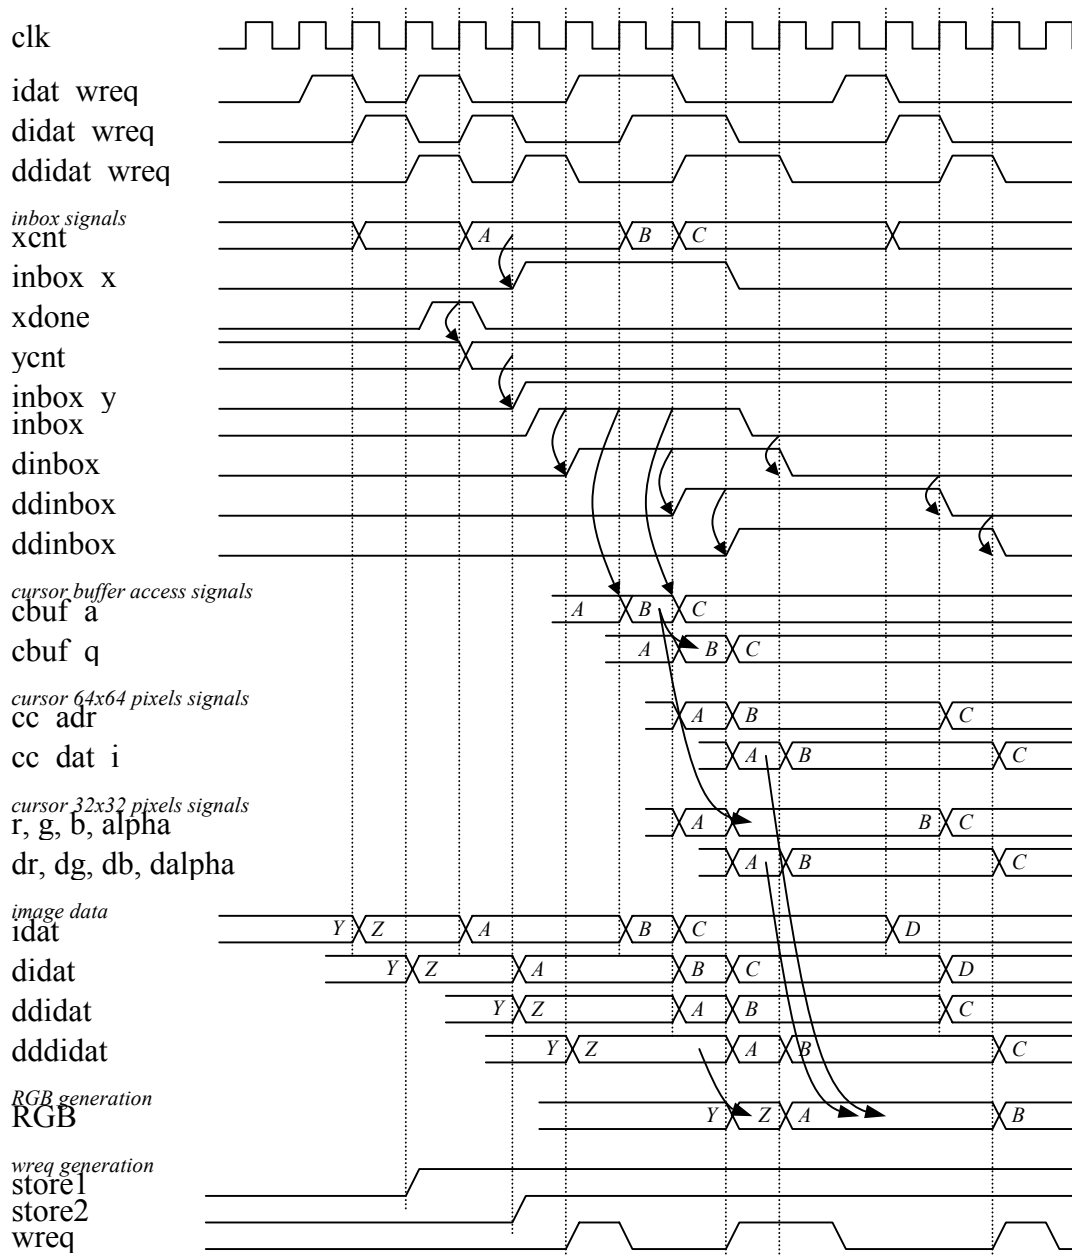 clk
idat wreq
didat wreq
ddidat wreq
inbox signals
xcnt A B C
inbox x
xdone
ycnt
inbox y
inbox
dinbox
ddinbox
ddinbox
cursor buffer access signals
cbuf a A B C
cbuf q A B C
cursor 64x64 pixels signals
cc adr A B C
cc dat i A B C
cursor 32x32 pixels signals
r, g, b, alpha A B C
dr, dg, db, dalpha A B C
image data
idat Y Z A B C D
didat Y Z A B C D
ddidat Y Z A B C
dddidat Y Z A B C
RGB generation
RGB Y Z A B
wreq generation
store1
store2
wreq